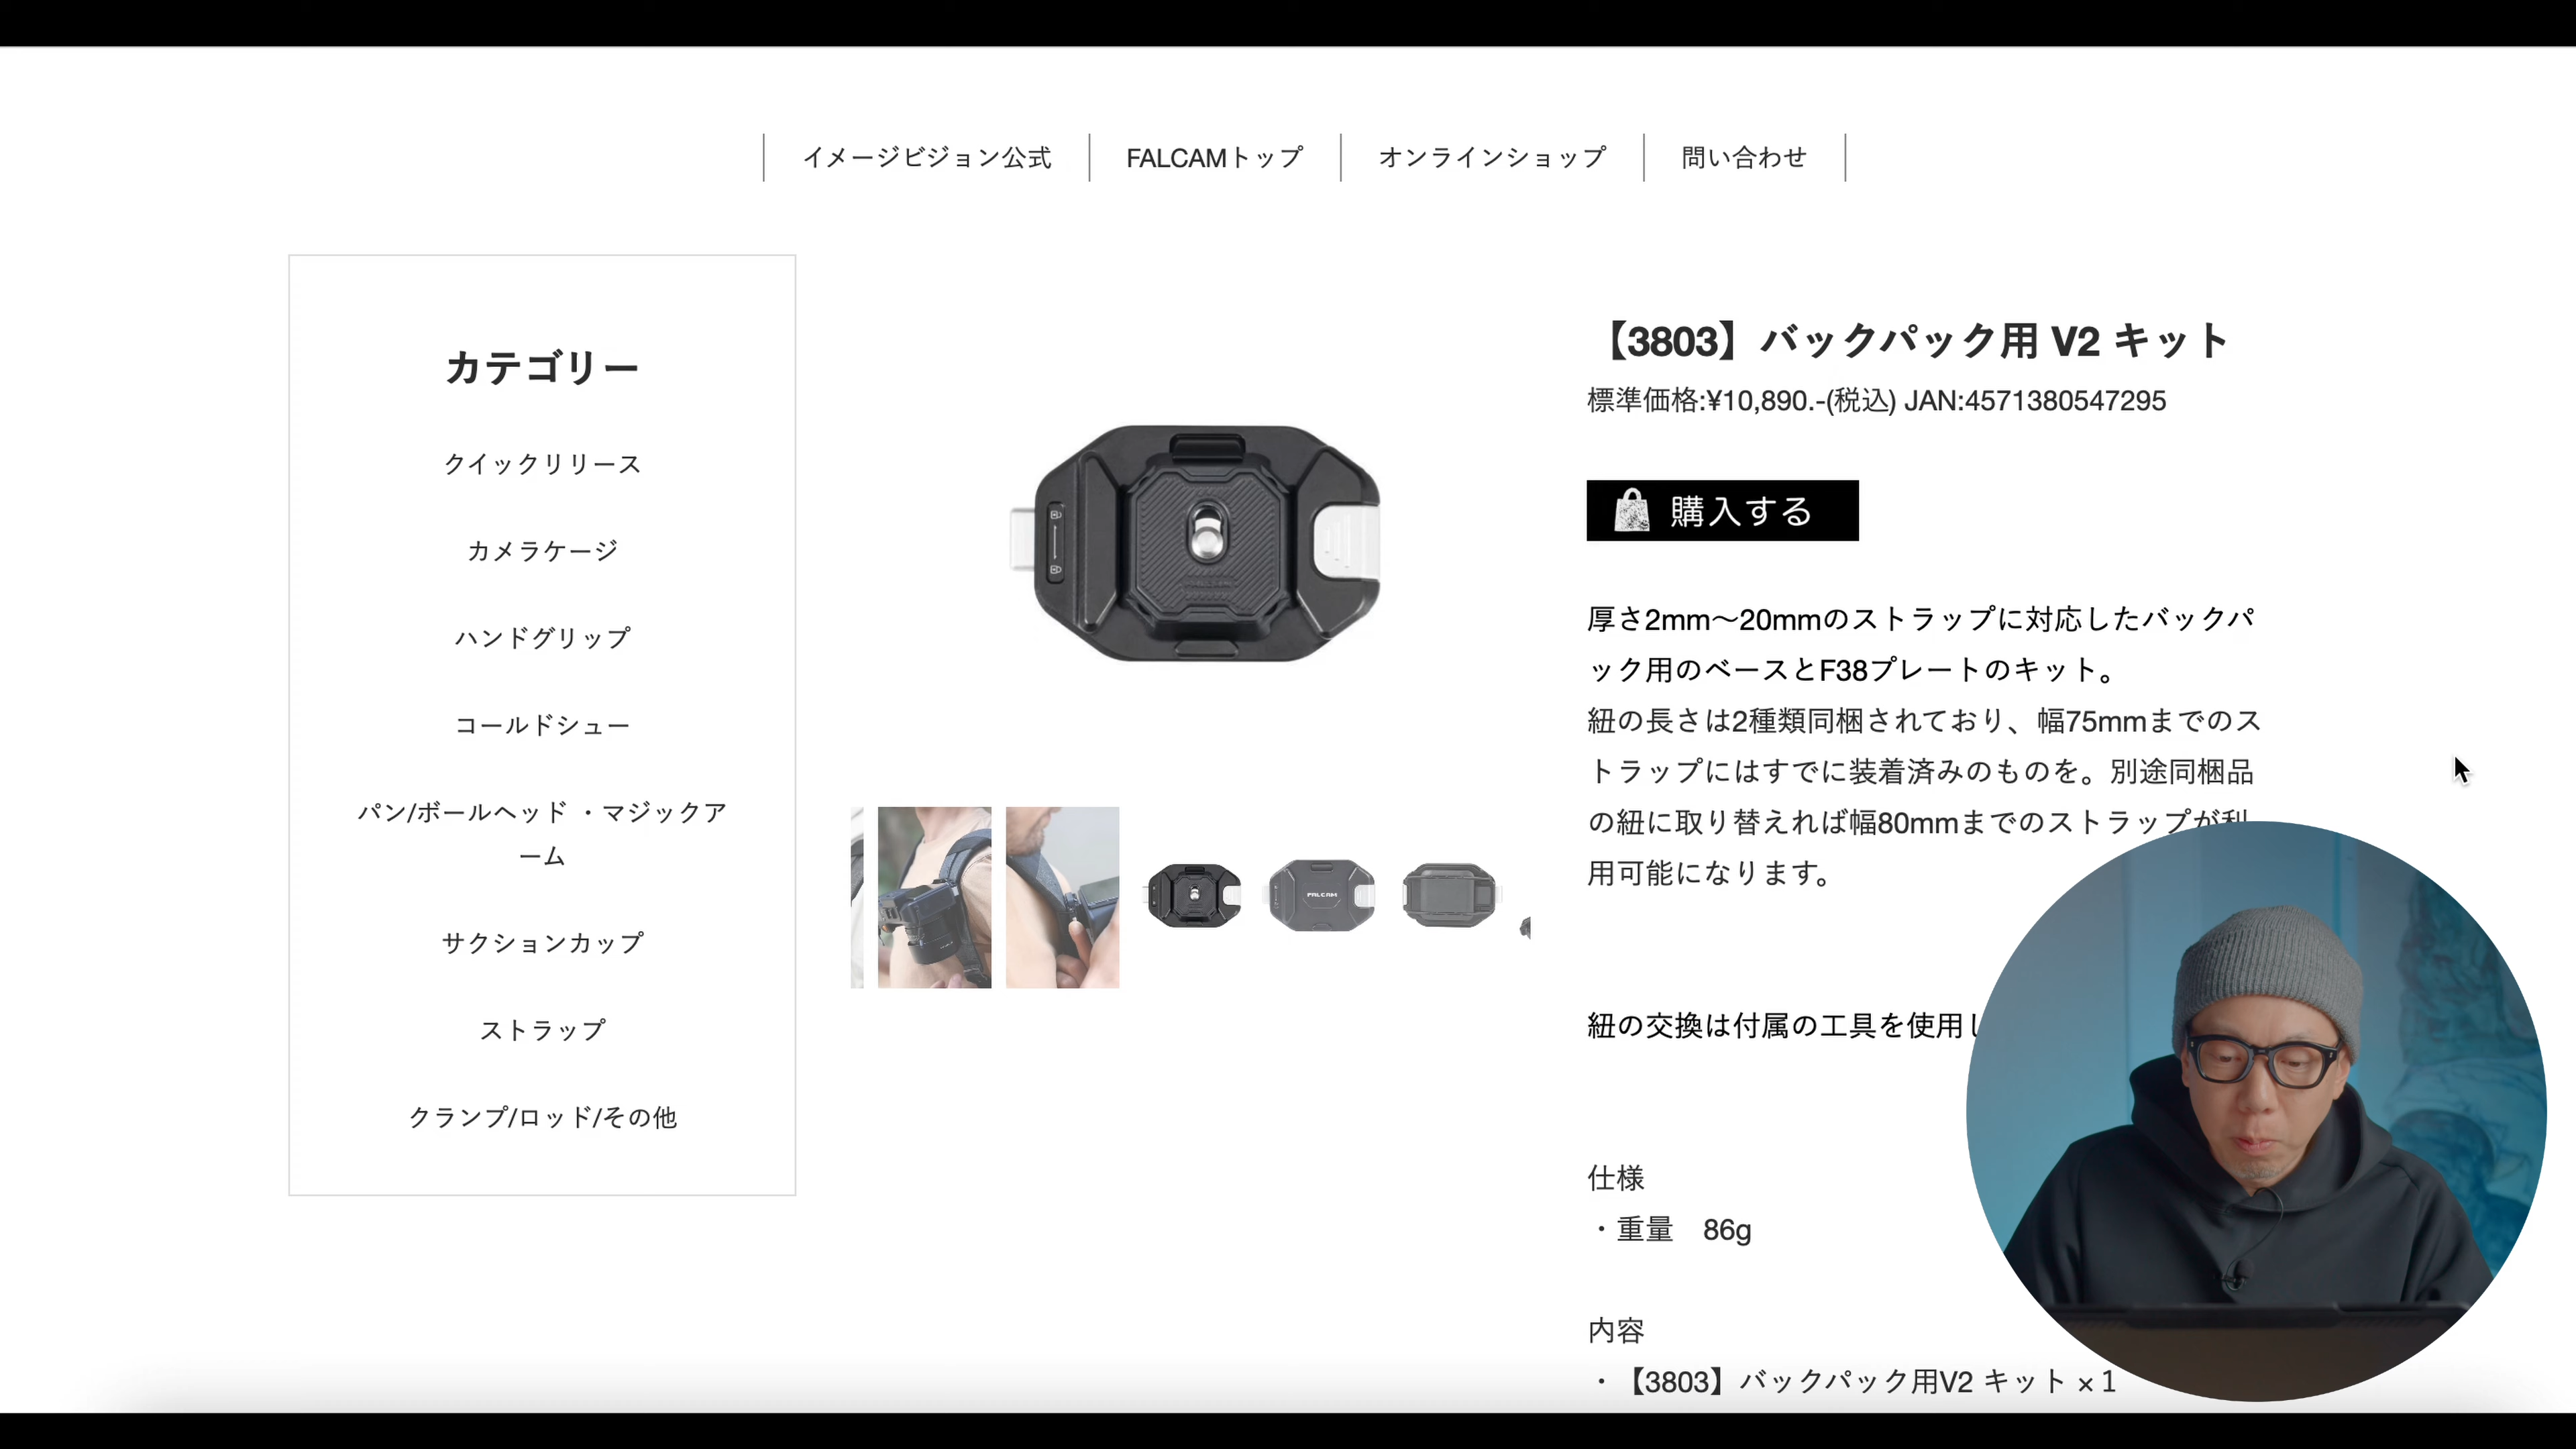 イメージビジョン公式
FALCAMトップ
オンラインショップ
問い合わせ
カテゴリー
クイックリリース
カメラケージ
ハンドグリップ
コールドシュー
パン/ボールヘッド ・マジックア
ーム
サクションカップ
ストラップ
クランプ/ロッド/その他
FALCAM
【3803】バックパック用 V2 キット
標準価格:¥10,890.-(税込) JAN:4571380547295
購入する
厚さ2mm〜20mmのストラップに対応したバックパ
ック用のベースとF38プレートのキット。
紐の長さは2種類同梱されており、幅75mmまでのス
トラップにはすでに装着済みのものを。別途同梱品
の紐に取り替えれば幅80mmまでのストラップが利
用可能になります。
紐の交換は付属の工具を使用し
仕様
・重量　86g
内容
・【3803】バックパック用V2 キット × 1